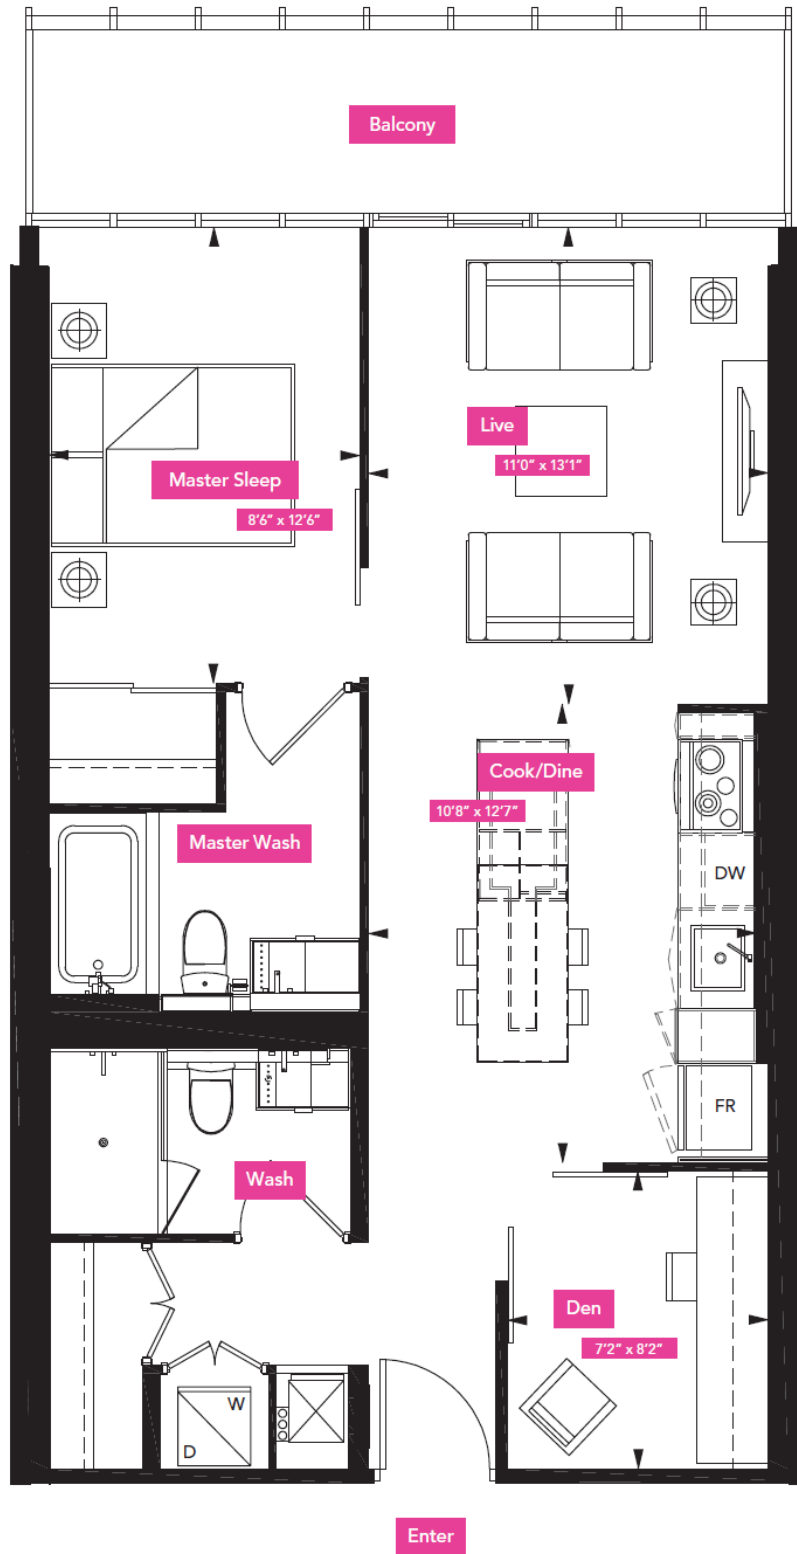 Balcony
Live
11'0" x 13'1"
Master Sleep
8'6" x 12'6"
Cook/Dine
10'8" x 12'7"
Master Wash
DW
FR
Wash
Den
7'2" x 8'2"
W
D
Enter